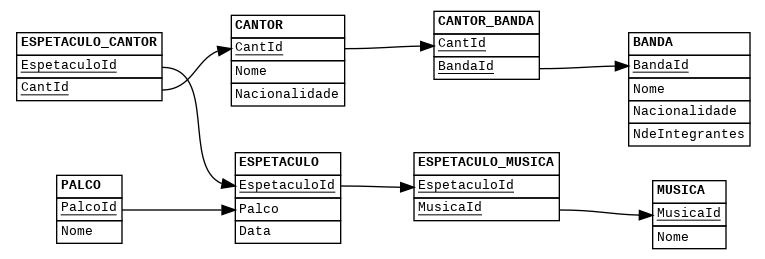 ESPETACULO_CANTOR
EspetaculoId
CantId
CANTOR
CantId
Nome
Nacionalidade
CANTOR_BANDA
CantId
BandaId
BANDA
BandaId
Nome
Nacionalidade
NdeIntegrantes
PALCO
PalcoId
Nome
ESPETACULO
EspetaculoId
Palco
Data
ESPETACULO_MUSICA
EspetaculoId
MusicaId
MUSICA
MusicaId
Nome